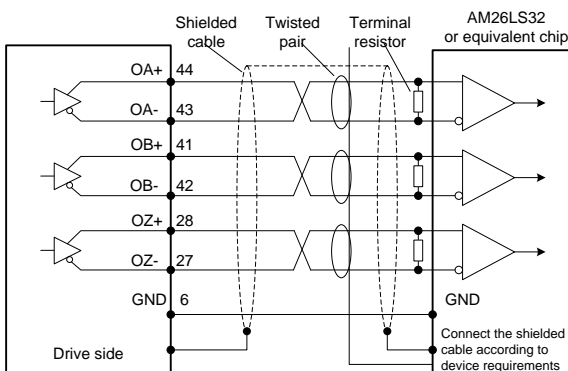 Shielded
cable
Twisted
pair
Terminal
resistor
AM26LS32
or equivalent chip
OA+ 44
OA- 43
OB+ 41
OB- 42
OZ+ 28
OZ- 27
GND 6
GND
Drive side
Connect the shielded
cable according to
device requirements